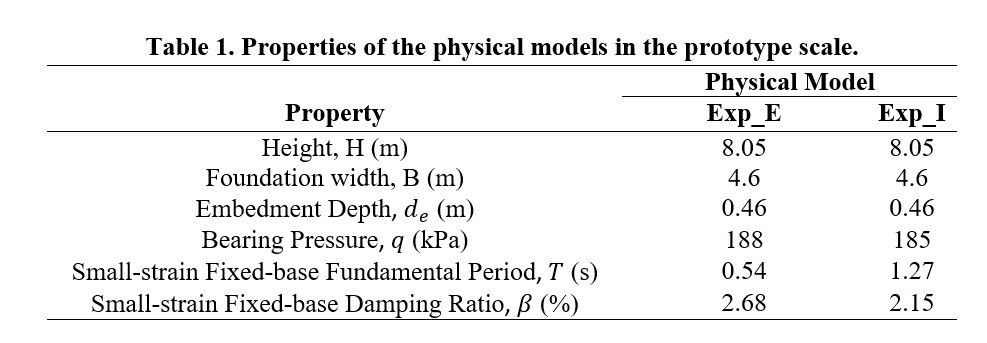 Table 1. Properties of the physical models in the prototype scale.
Physical Model
Property Exp_E Exp_I
Height, H (m) 8.05 8.05
Foundation width, B (m) 4.6 4.6
Embedment Depth, dₑ (m) 0.46 0.46
Bearing Pressure, q (kPa) 188 185
Small-strain Fixed-base Fundamental Period, T (s) 0.54 1.27
Small-strain Fixed-base Damping Ratio, β (%) 2.68 2.15